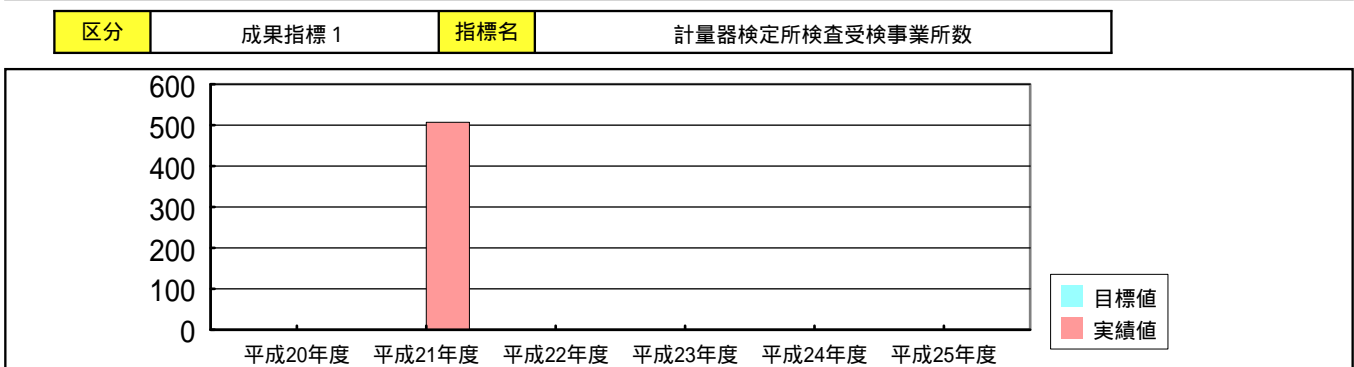 区分 成果指標1 指標名 計量器検定所検査受検事業所数
600
500
400
300
200
100
0
平成20年度 平成21年度 平成22年度 平成23年度 平成24年度 平成25年度
目標値
実績値